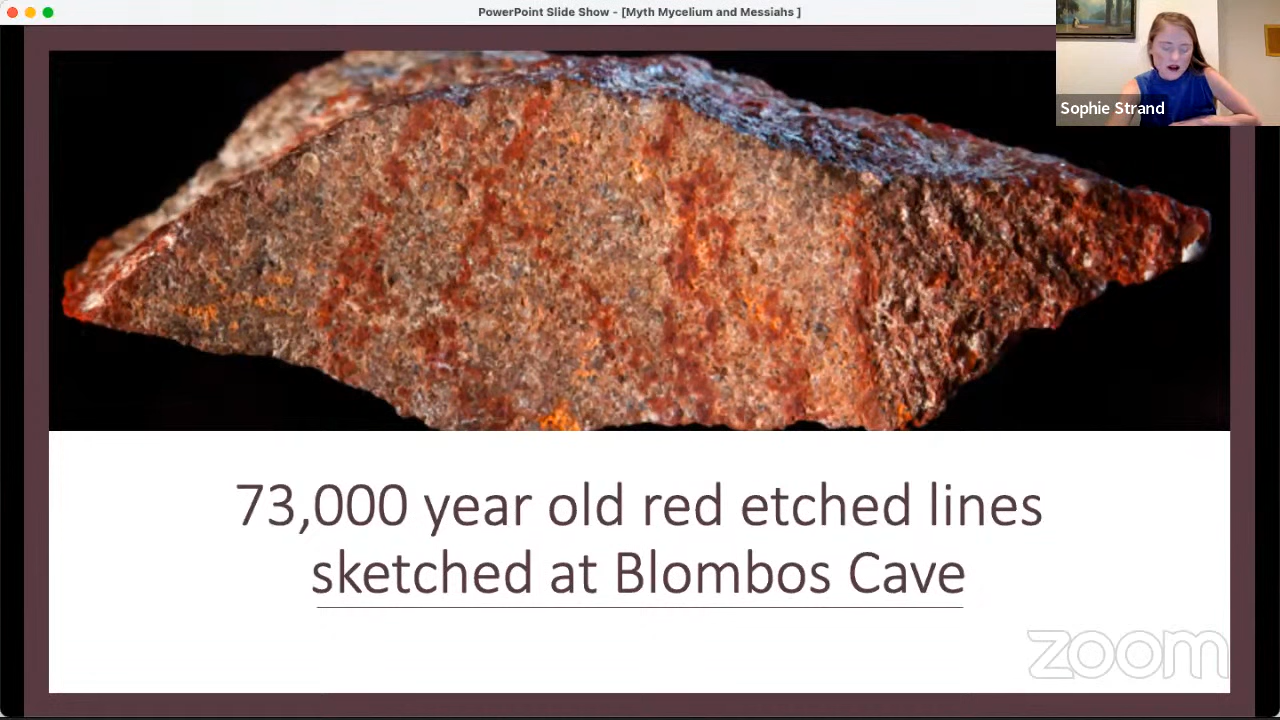 PowerPoint Slide Show - [Myth Mycelium and Messiahs ]
Sophie Strand
73,000 year old red etched lines
sketched at Blombos Cave
zoom